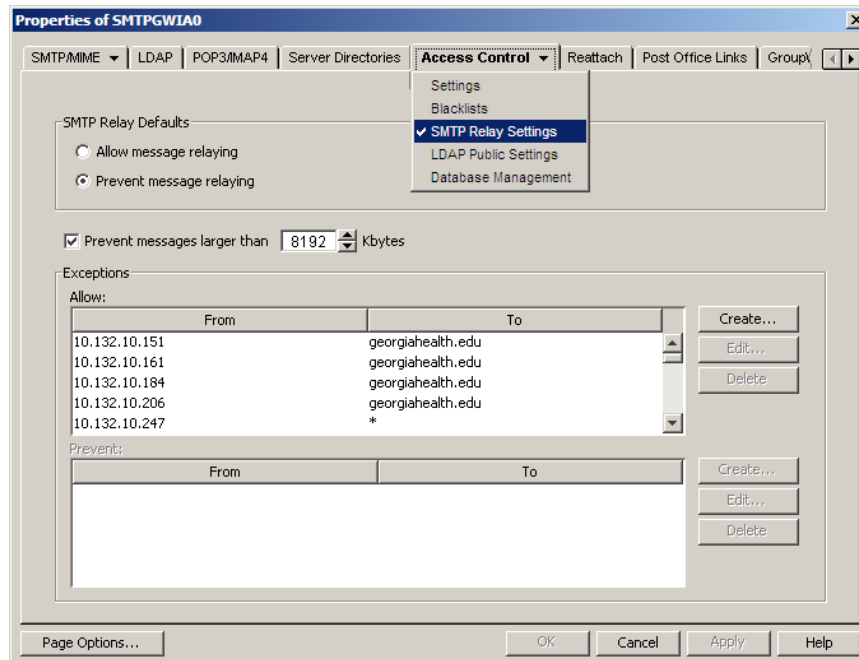 Properties of SMTPGWIA0
SMTP/MIME LDAP POP3/IMAP4 Server Directories Access Control Reattach Post Office Links
Settings
Blacklists
SMTP Relay Settings
LDAP Public Settings
Database Management
SMTP Relay Defaults
Allow message relaying
Prevent message relaying
Prevent messages larger than 8192 Kbytes
Exceptions
Allow:
From To
10.132.10.151 georgiahealth.edu
10.132.10.161 georgiahealth.edu
10.132.10.184 georgiahealth.edu
10.132.10.206 georgiahealth.edu
10.132.10.247 *
Create...
Edit...
Delete
Prevent:
From To
Create...
Edit...
Delete
Page Options... OK Cancel Apply Help